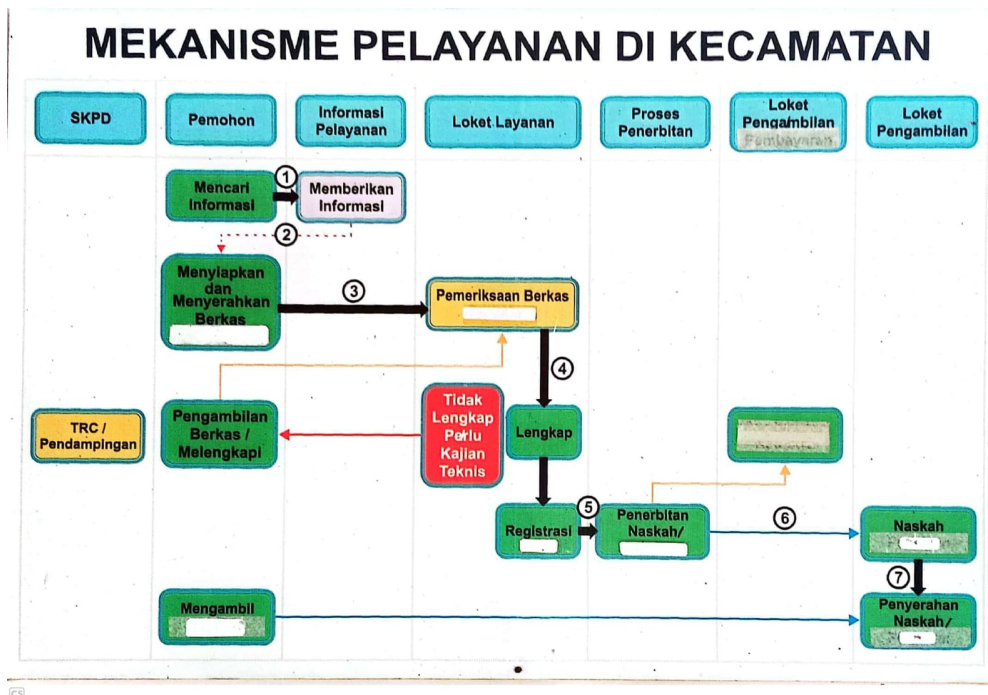 MEKANISME PELAYANAN DI KECAMATAN
SKPD
Pemohon
Informasi
Pelayanan
Loket Layanan
Proses
Penerbitan
Loket
Pengambilan
Pembayaran
Loket
Pengambilan
Mencari
Informasi
1
Memberikan
Informasi
2
Menyiapkan
dan
Menyerahkan
Berkas
3
Pemeriksaan Berkas
4
TRC /
Pendampingan
Pengambilan
Berkas /
Melengkapi
Tidak
Lengkap
Perlu
Kajian
Teknis
Lengkap
Registrasi
5
Penerbitan
Naskah/
6
Naskah
7
Mengambil
Penyerahan
Naskah/
CS